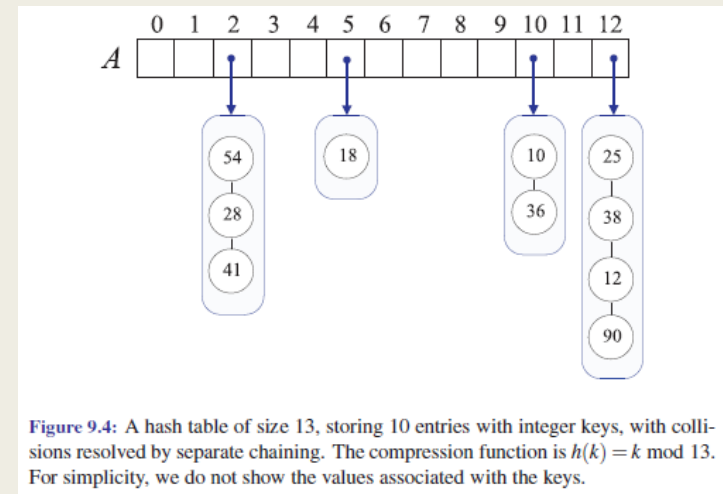 0 1 2 3 4 5 6 7 8 9 10 11 12
A
54 18 10 25
28 36 38
41 12
90
Figure 9.4: A hash table of size 13, storing 10 entries with integer keys, with colli-
sions resolved by separate chaining. The compression function is h(k) = k mod 13.
For simplicity, we do not show the values associated with the keys.